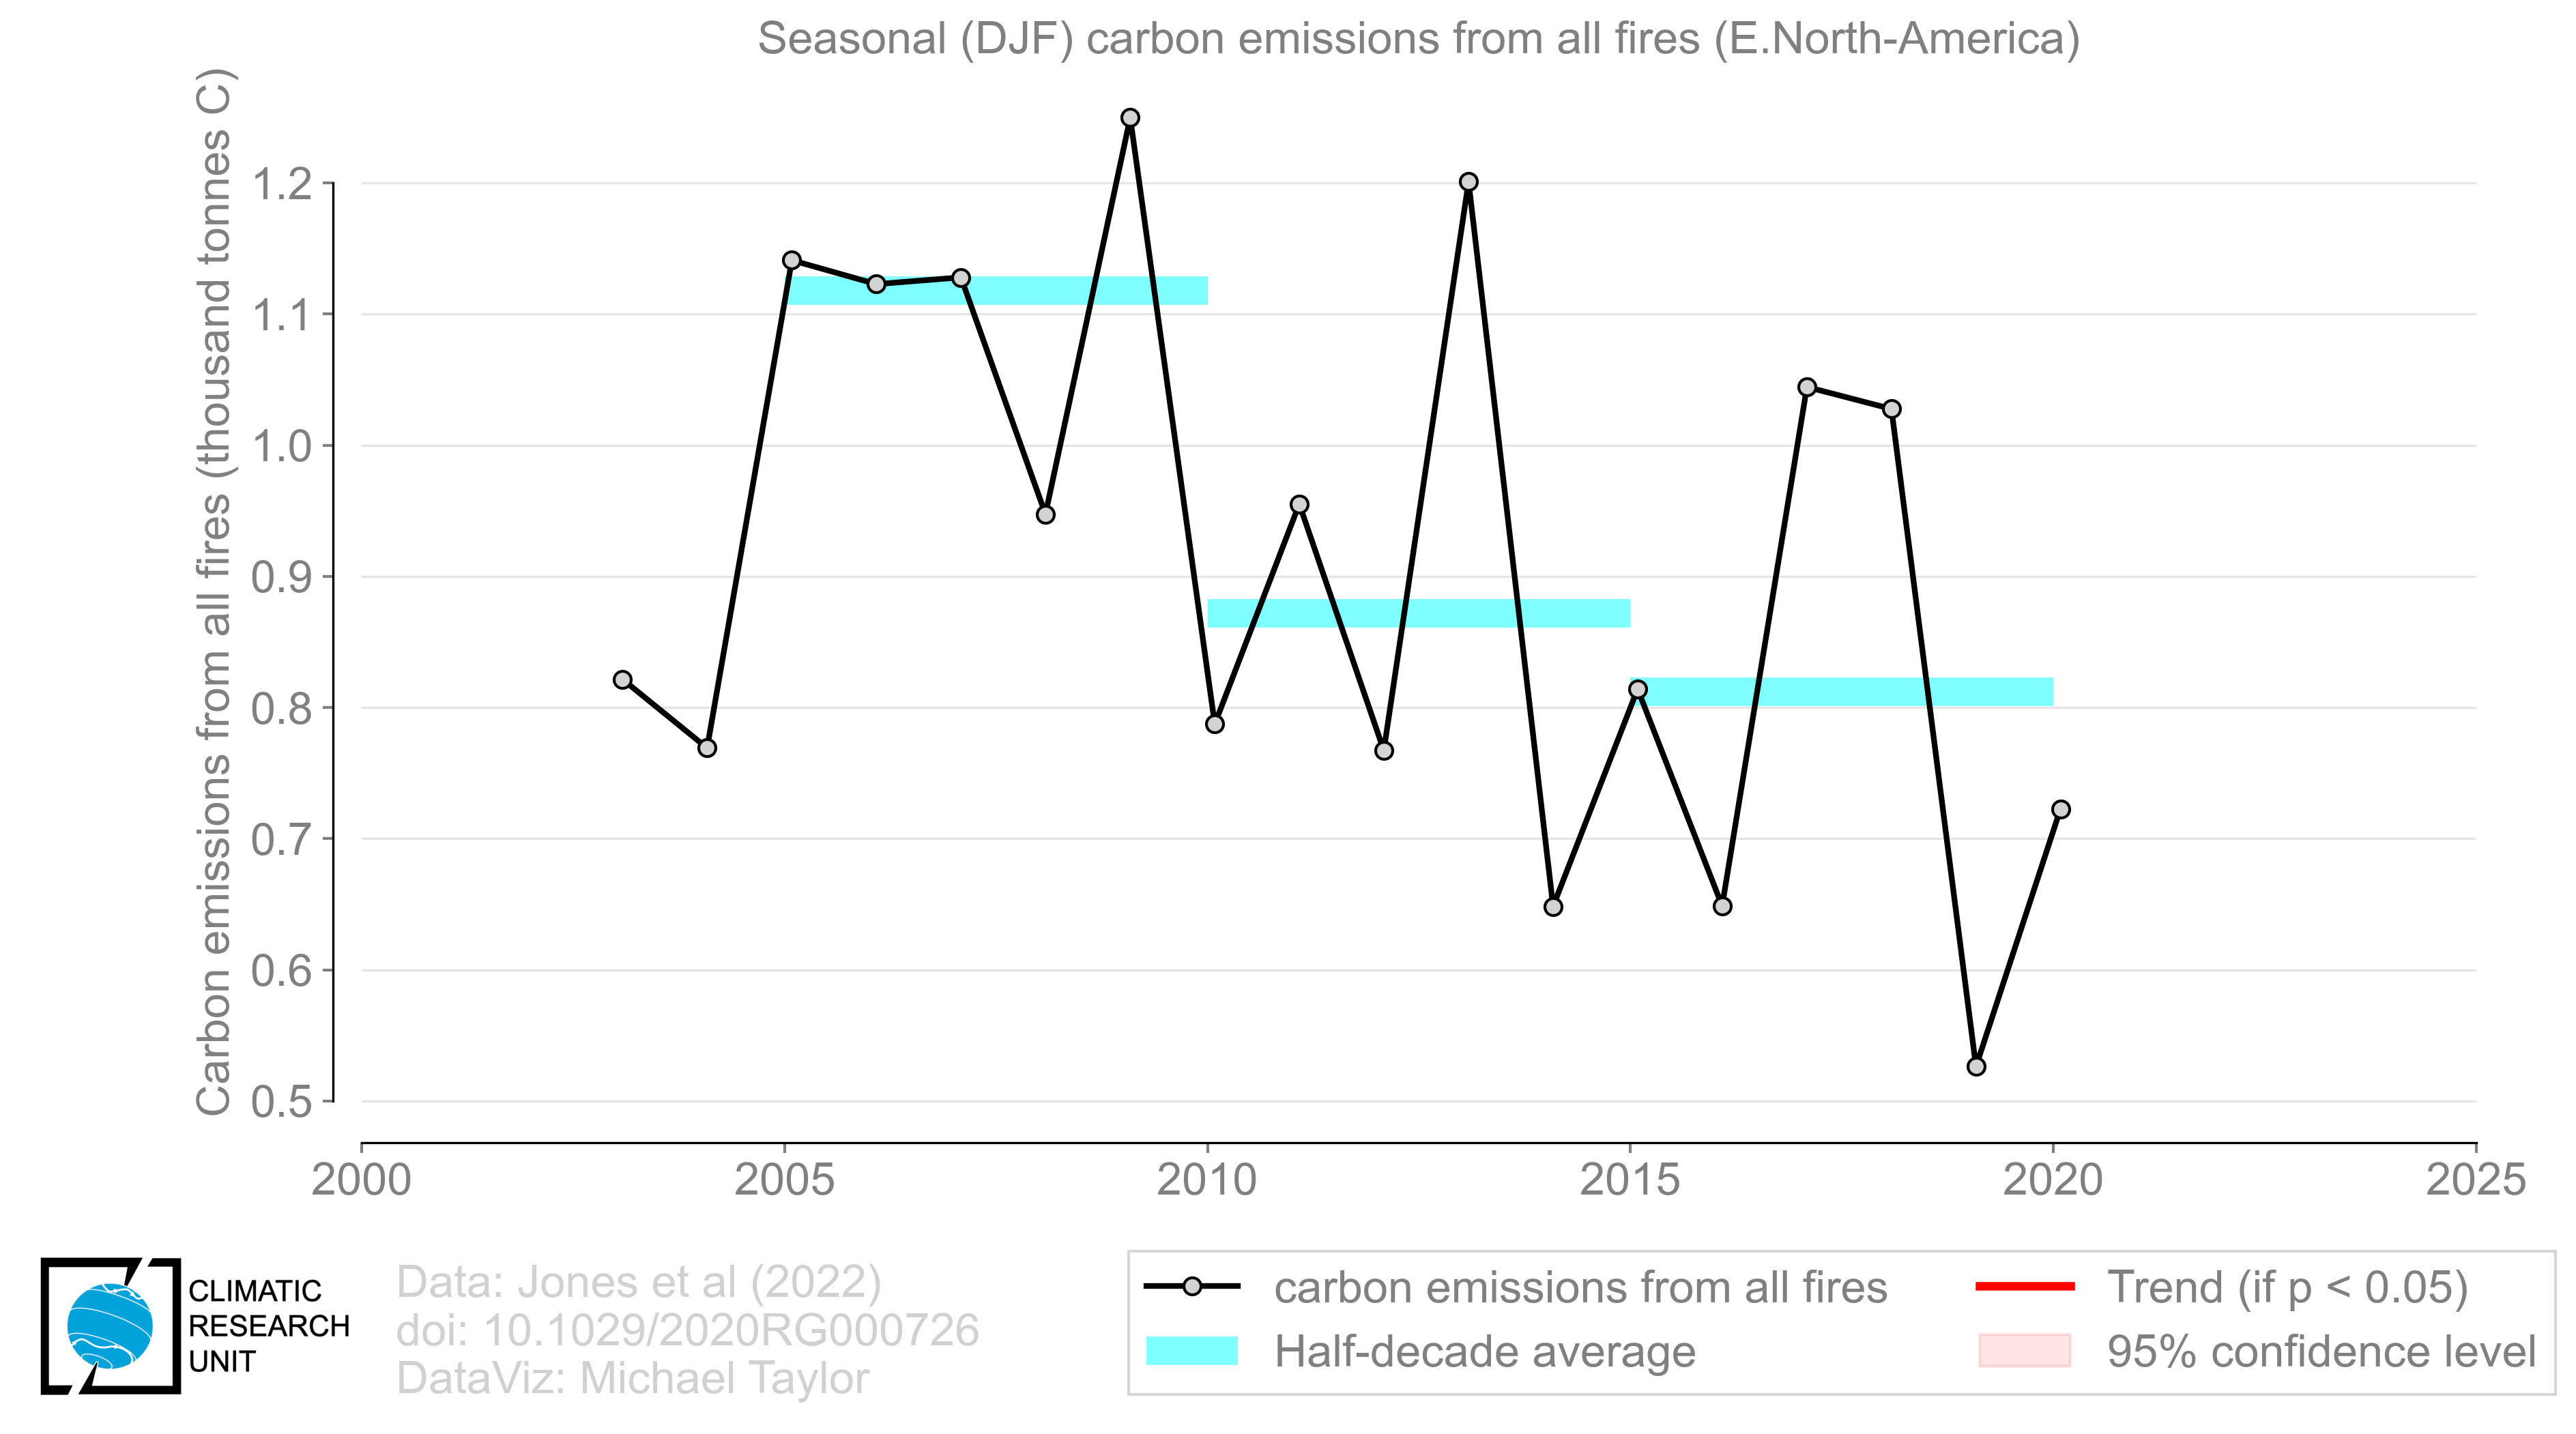 Seasonal (DJF) carbon emissions from all fires (E.North-America)
Carbon emissions from all fires (thousand tonnes C)
1.2
1.1
1.0
0.9
0.8
0.7
0.6
0.5
2000 2005 2010 2015 2020 2025
CLIMATIC
RESEARCH
UNIT
Data: Jones et al (2022)
doi: 10.1029/2020RG000726
DataViz: Michael Taylor
carbon emissions from all fires
Half-decade average
Trend (if p < 0.05)
95% confidence level